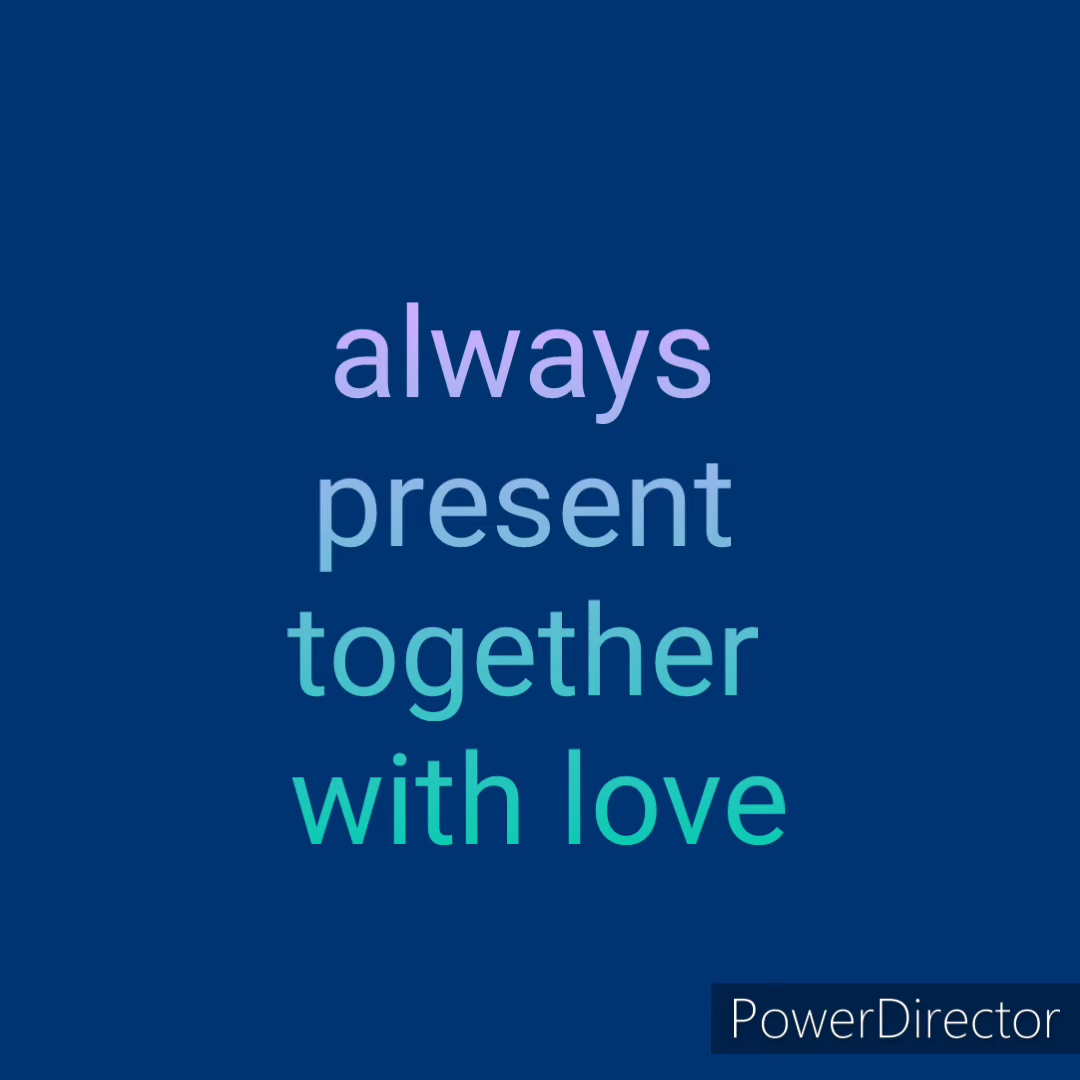 always
present
together
with love
PowerDirector